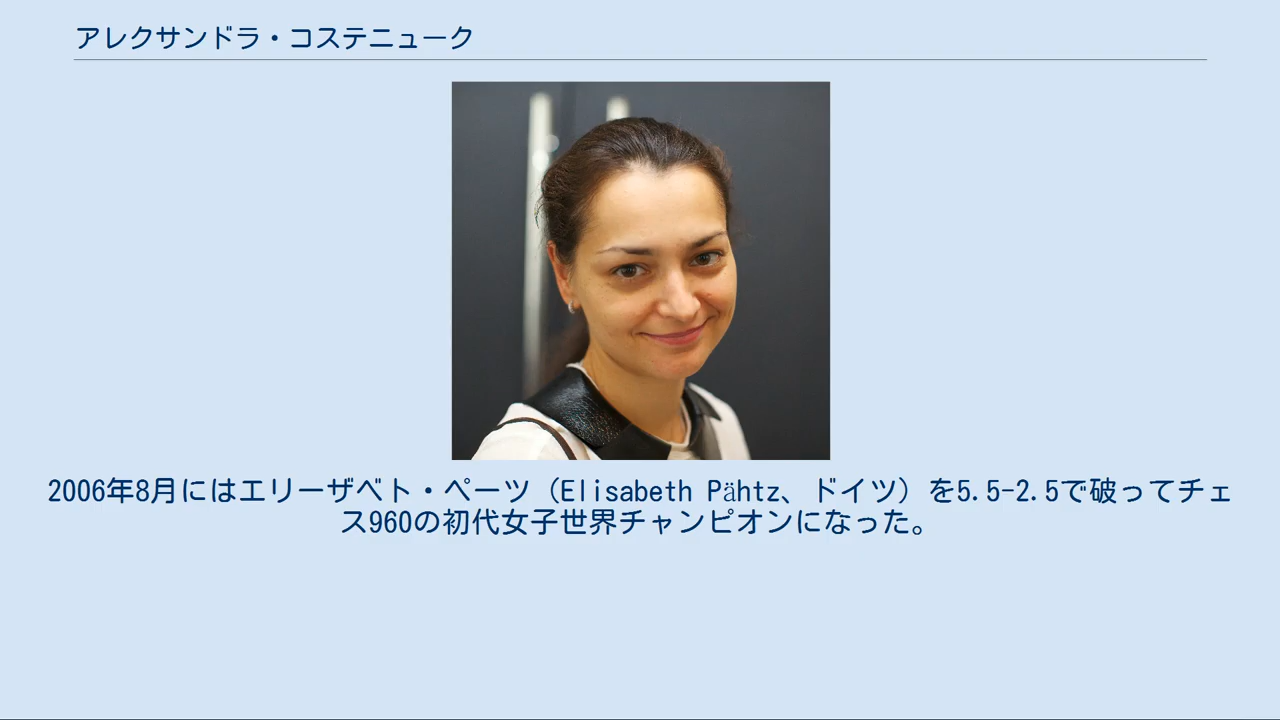 アレクサンドラ・コステニューク
2006年8月にはエリーザベト・ペーツ（Elisabeth Pähtz、ドイツ）を5.5-2.5で破ってチェ
ス960の初代女子世界チャンピオンになった。